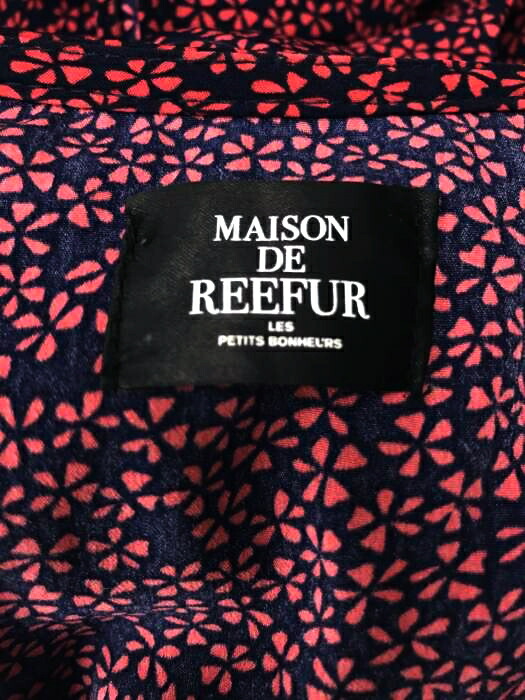 MAISON
DE
REEFUR
LES
PETITS BONHEURS